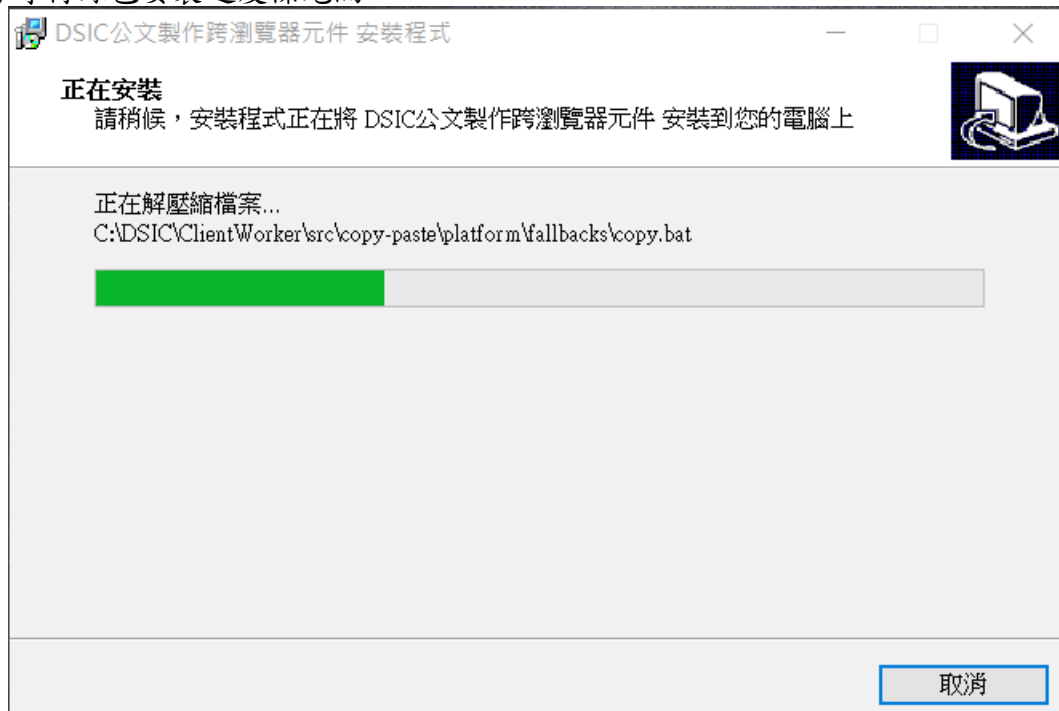 DSIC公文製作跨瀏覽器元件 安裝程式
正在安裝
請稍候，安裝程式正在將 DSIC公文製作跨瀏覽器元件 安裝到您的電腦上
正在解壓縮檔案...
C:\DSIC\ClientWorker\src\copy-paste\platform\fallbacks\copy.bat
取消